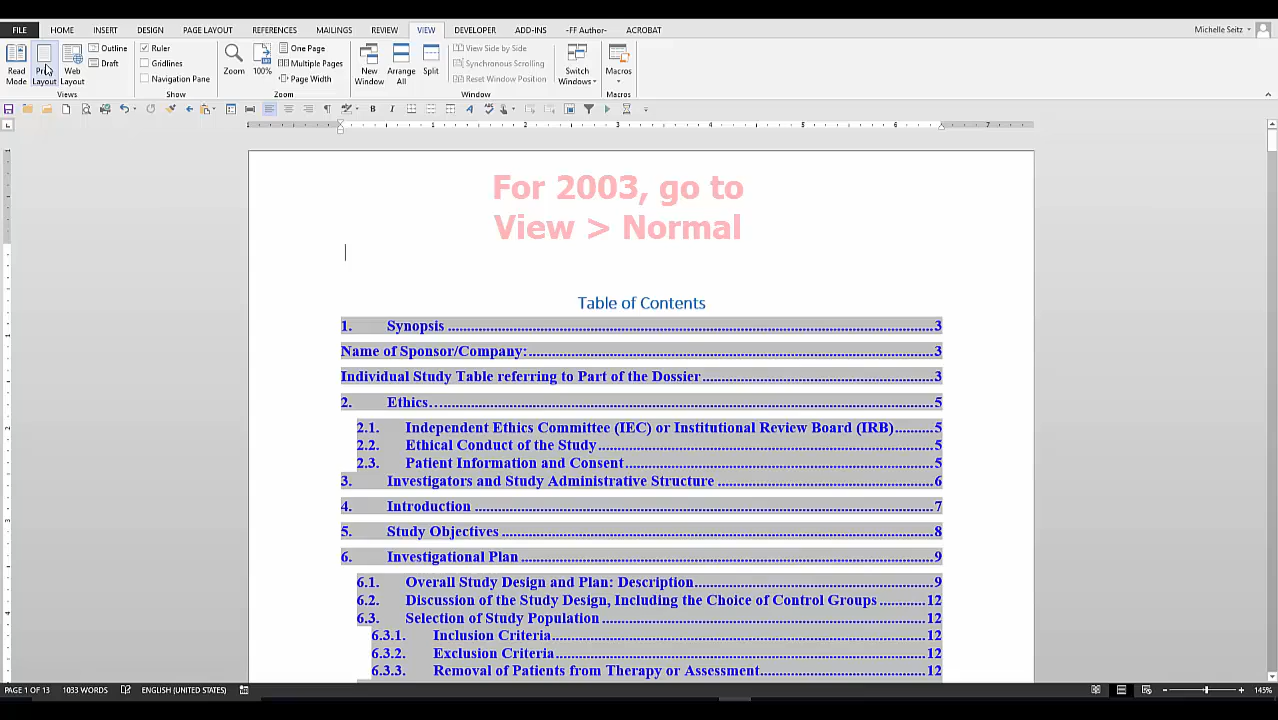 FILE HOME INSERT DESIGN PAGE LAYOUT REFERENCES MAILINGS REVIEW VIEW DEVELOPER ADD-INS -FF Author- ACROBAT Michelle Seitz
Read Mode
Layout
Web Layout
Outline
Draft
Views
Ruler
Gridlines
Navigation Pane
Show
Zoom
100%
One Page
Multiple Pages
Page Width
Zoom
New Window
Arrange All
Split
View Side by Side
Synchronous Scrolling
Reset Window Position
Window
Switch Windows
Macros
Macros
1 1 2 3 4 5 6 7
For 2003, go to
View > Normal
Table of Contents
1. Synopsis ........ 3
Name of Sponsor/Company: ........ 3
Individual Study Table referring to Part of the Dossier ........ 3
2. Ethics… ........ 5
2.1. Independent Ethics Committee (IEC) or Institutional Review Board (IRB) ........ 5
2.2. Ethical Conduct of the Study ........ 5
2.3. Patient Information and Consent ........ 5
3. Investigators and Study Administrative Structure ........ 6
4. Introduction ........ 7
5. Study Objectives ........ 8
6. Investigational Plan ........ 9
6.1. Overall Study Design and Plan: Description ........ 9
6.2. Discussion of the Study Design, Including the Choice of Control Groups ........ 12
6.3. Selection of Study Population ........ 12
6.3.1. Inclusion Criteria ........ 12
6.3.2. Exclusion Criteria ........ 12
6.3.3. Removal of Patients from Therapy or Assessment ........ 12
PAGE 1 OF 13 1033 WORDS ENGLISH (UNITED STATES) 145%